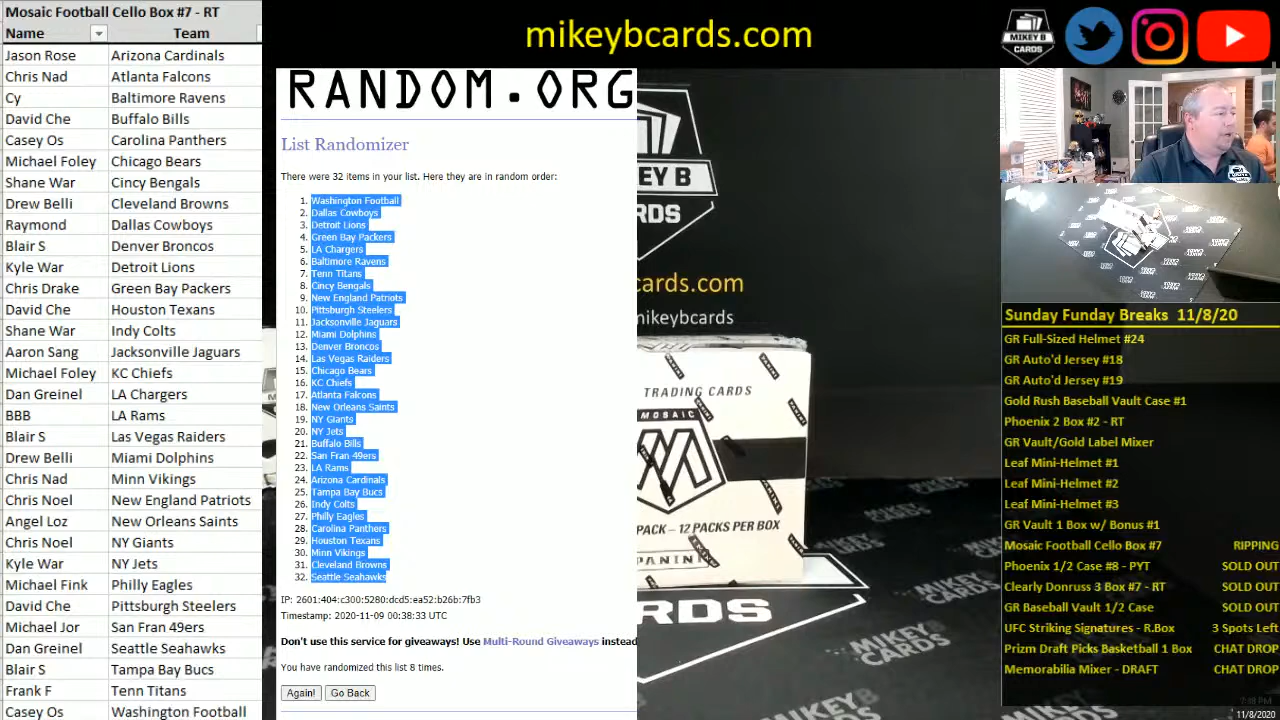 Mosaic Football Cello Box #7 - RT
Name Team
Jason Rose Arizona Cardinals
Chris Nad Atlanta Falcons
Cy Baltimore Ravens
David Che Buffalo Bills
Casey Os Carolina Panthers
Michael Foley Chicago Bears
Shane War Cincy Bengals
Drew Belli Cleveland Browns
Raymond Dallas Cowboys
Blair S Denver Broncos
Kyle War Detroit Lions
Chris Drake Green Bay Packers
David Che Houston Texans
Shane War Indy Colts
Aaron Sang Jacksonville Jaguars
Michael Foley KC Chiefs
Dan Greinel LA Chargers
BBB LA Rams
Blair S Las Vegas Raiders
Drew Belli Miami Dolphins
Chris Nad Minn Vikings
Chris Noel New England Patriots
Angel Loz New Orleans Saints
Chris Noel NY Giants
Kyle War NY Jets
Michael Fink Philly Eagles
David Che Pittsburgh Steelers
Michael Jor San Fran 49ers
Dan Greinel Seattle Seahawks
Blair S Tampa Bay Bucs
Frank F Tenn Titans
Casey Os Washington Football
mikeybcards.com
RANDOM.ORG
List Randomizer
There were 32 items in your list. Here they are in random order:
1. Washington Football
2. Dallas Cowboys
3. Detroit Lions
4. Green Bay Packers
5. LA Chargers
6. Baltimore Ravens
7. Tenn Titans
8. Cincy Bengals
9. New England Patriots
10. Pittsburgh Steelers
11. Jacksonville Jaguars
12. Miami Dolphins
13. Denver Broncos
14. Las Vegas Raiders
15. Chicago Bears
16. KC Chiefs
17. Atlanta Falcons
18. New Orleans Saints
19. NY Giants
20. NY Jets
21. Buffalo Bills
22. San Fran 49ers
23. LA Rams
24. Arizona Cardinals
25. Tampa Bay Bucs
26. Indy Colts
27. Philly Eagles
28. Carolina Panthers
29. Houston Texans
30. Minn Vikings
31. Cleveland Browns
32. Seattle Seahawks
IP: 2601:404:c300:5280:dcd5:ea52:b26b:7fb3
Timestamp: 2020-11-09 00:38:33 UTC
Don't use this service for giveaways! Use Multi-Round Giveaways instead
You have randomized this list 8 times.
Again! Go Back
EY B
RDS
rds.com
mikeybcards
TRADING CARDS
MOSAIC
PACK – 12 PACKS PER BOX
PANINI
RDS
MIKEY B
CARDS
MIKEY B
CARDS
Sunday Funday Breaks 11/8/20
GR Full-Sized Helmet #24
GR Auto'd Jersey #18
GR Auto'd Jersey #19
Gold Rush Baseball Vault Case #1
Phoenix 2 Box #2 - RT
GR Vault/Gold Label Mixer
Leaf Mini-Helmet #1
Leaf Mini-Helmet #2
Leaf Mini-Helmet #3
GR Vault 1 Box w/ Bonus #1
Mosaic Football Cello Box #7 RIPPING
Phoenix 1/2 Case #8 - PYT SOLD OUT
Clearly Donruss 3 Box #7 - RT SOLD OUT
GR Baseball Vault 1/2 Case SOLD OUT
UFC Striking Signatures - R.Box 3 Spots Left
Prizm Draft Picks Basketball 1 Box CHAT DROP
Memorabilia Mixer - DRAFT CHAT DROP
11/8/2020